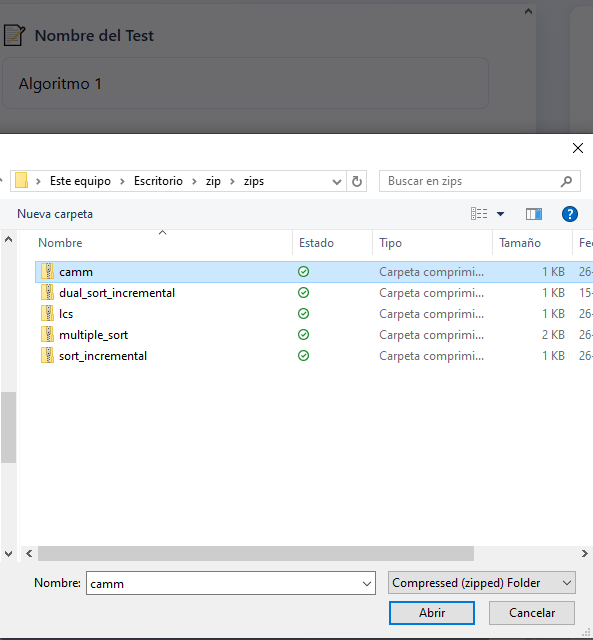 Nombre del Test
Algoritmo 1
Este equipo > Escritorio > zip > zips
Buscar en zips
Nueva carpeta
?
Nombre Estado Tipo Tamaño Fec
camm Carpeta comprimi... 1 KB 26-
dual_sort_incremental Carpeta comprimi... 1 KB 15-
lcs Carpeta comprimi... 1 KB 26-
multiple_sort Carpeta comprimi... 2 KB 26-
sort_incremental Carpeta comprimi... 1 KB 26-
Nombre: camm Compressed (zipped) Folder
Abrir Cancelar